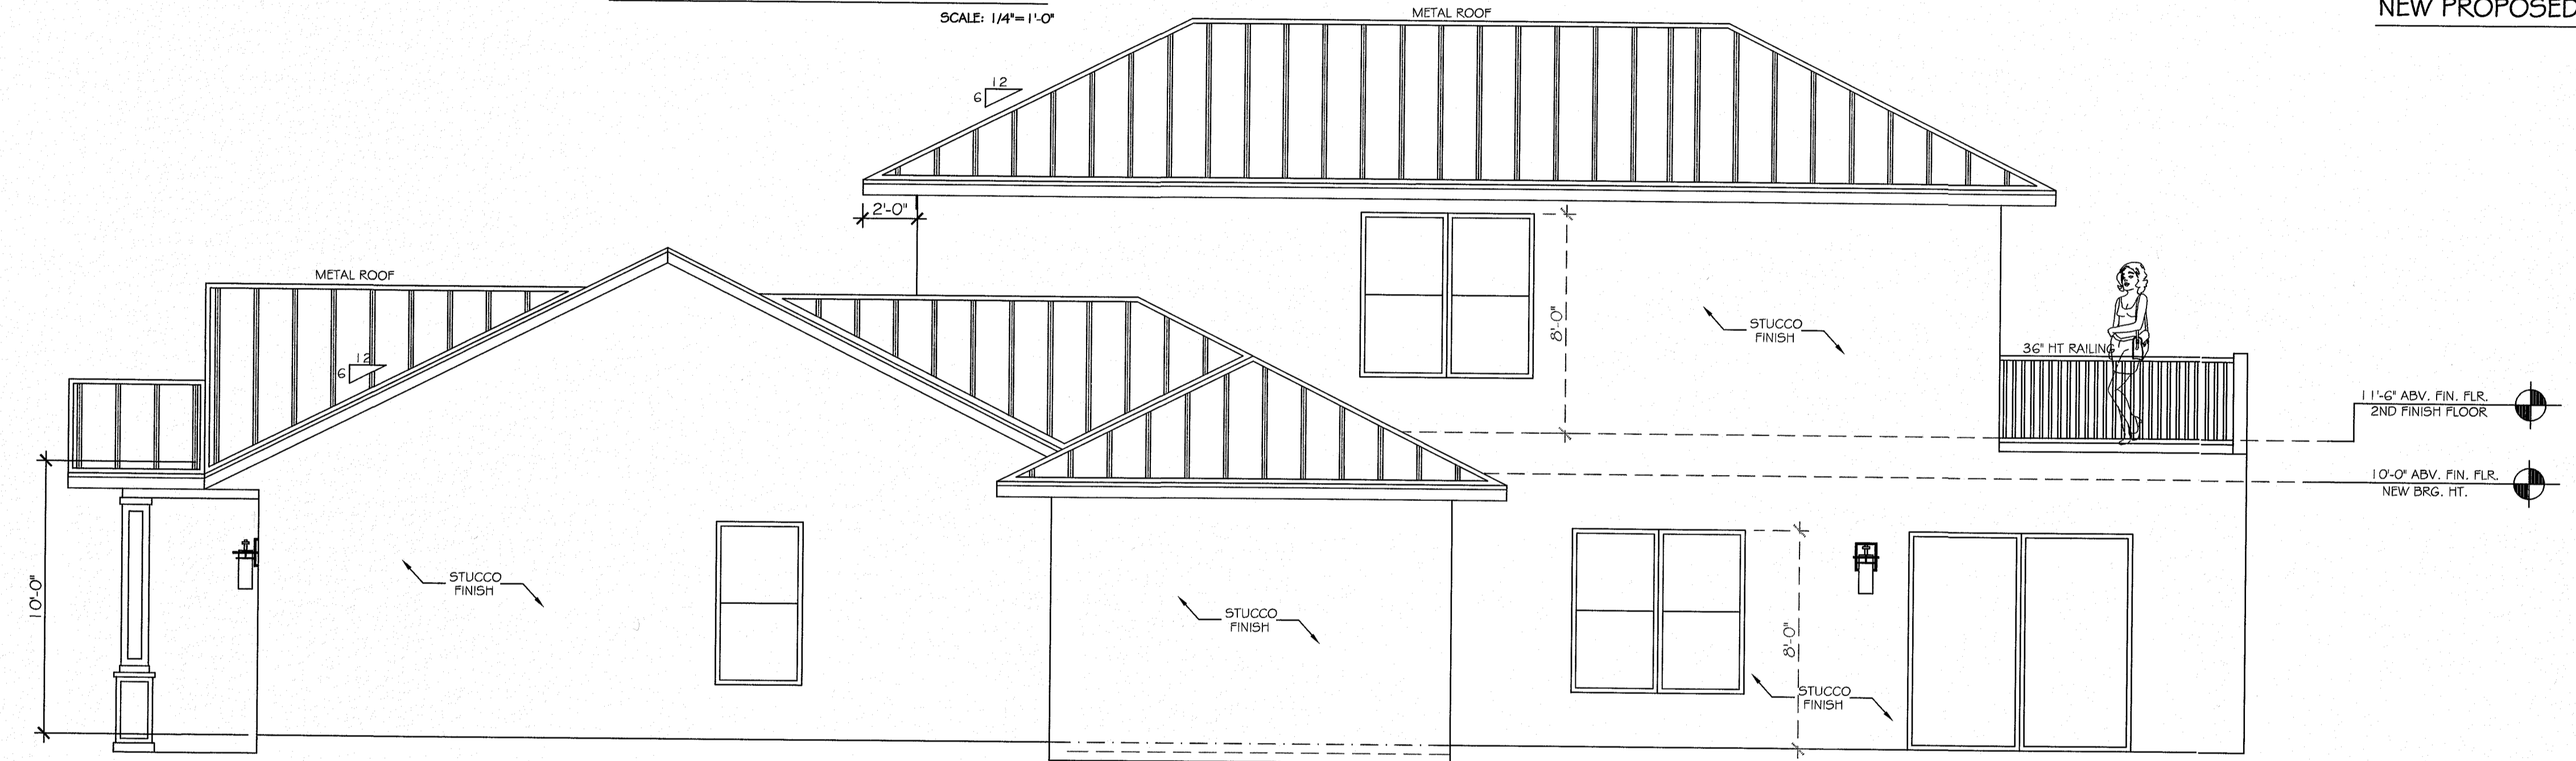 SCALE: 1/4"=1'-0"
METAL ROOF
NEW PROPOSED
12
6
2'-0"
METAL ROOF
12
6
8'-0"
STUCCO
FINISH
36" HT RAILING
11'-6" ABV. FIN. FLR.
2ND FINISH FLOOR
10'-0" ABV. FIN. FLR.
NEW BRG. HT.
10'-0"
STUCCO
FINISH
STUCCO
FINISH
8'-0"
STUCCO
FINISH